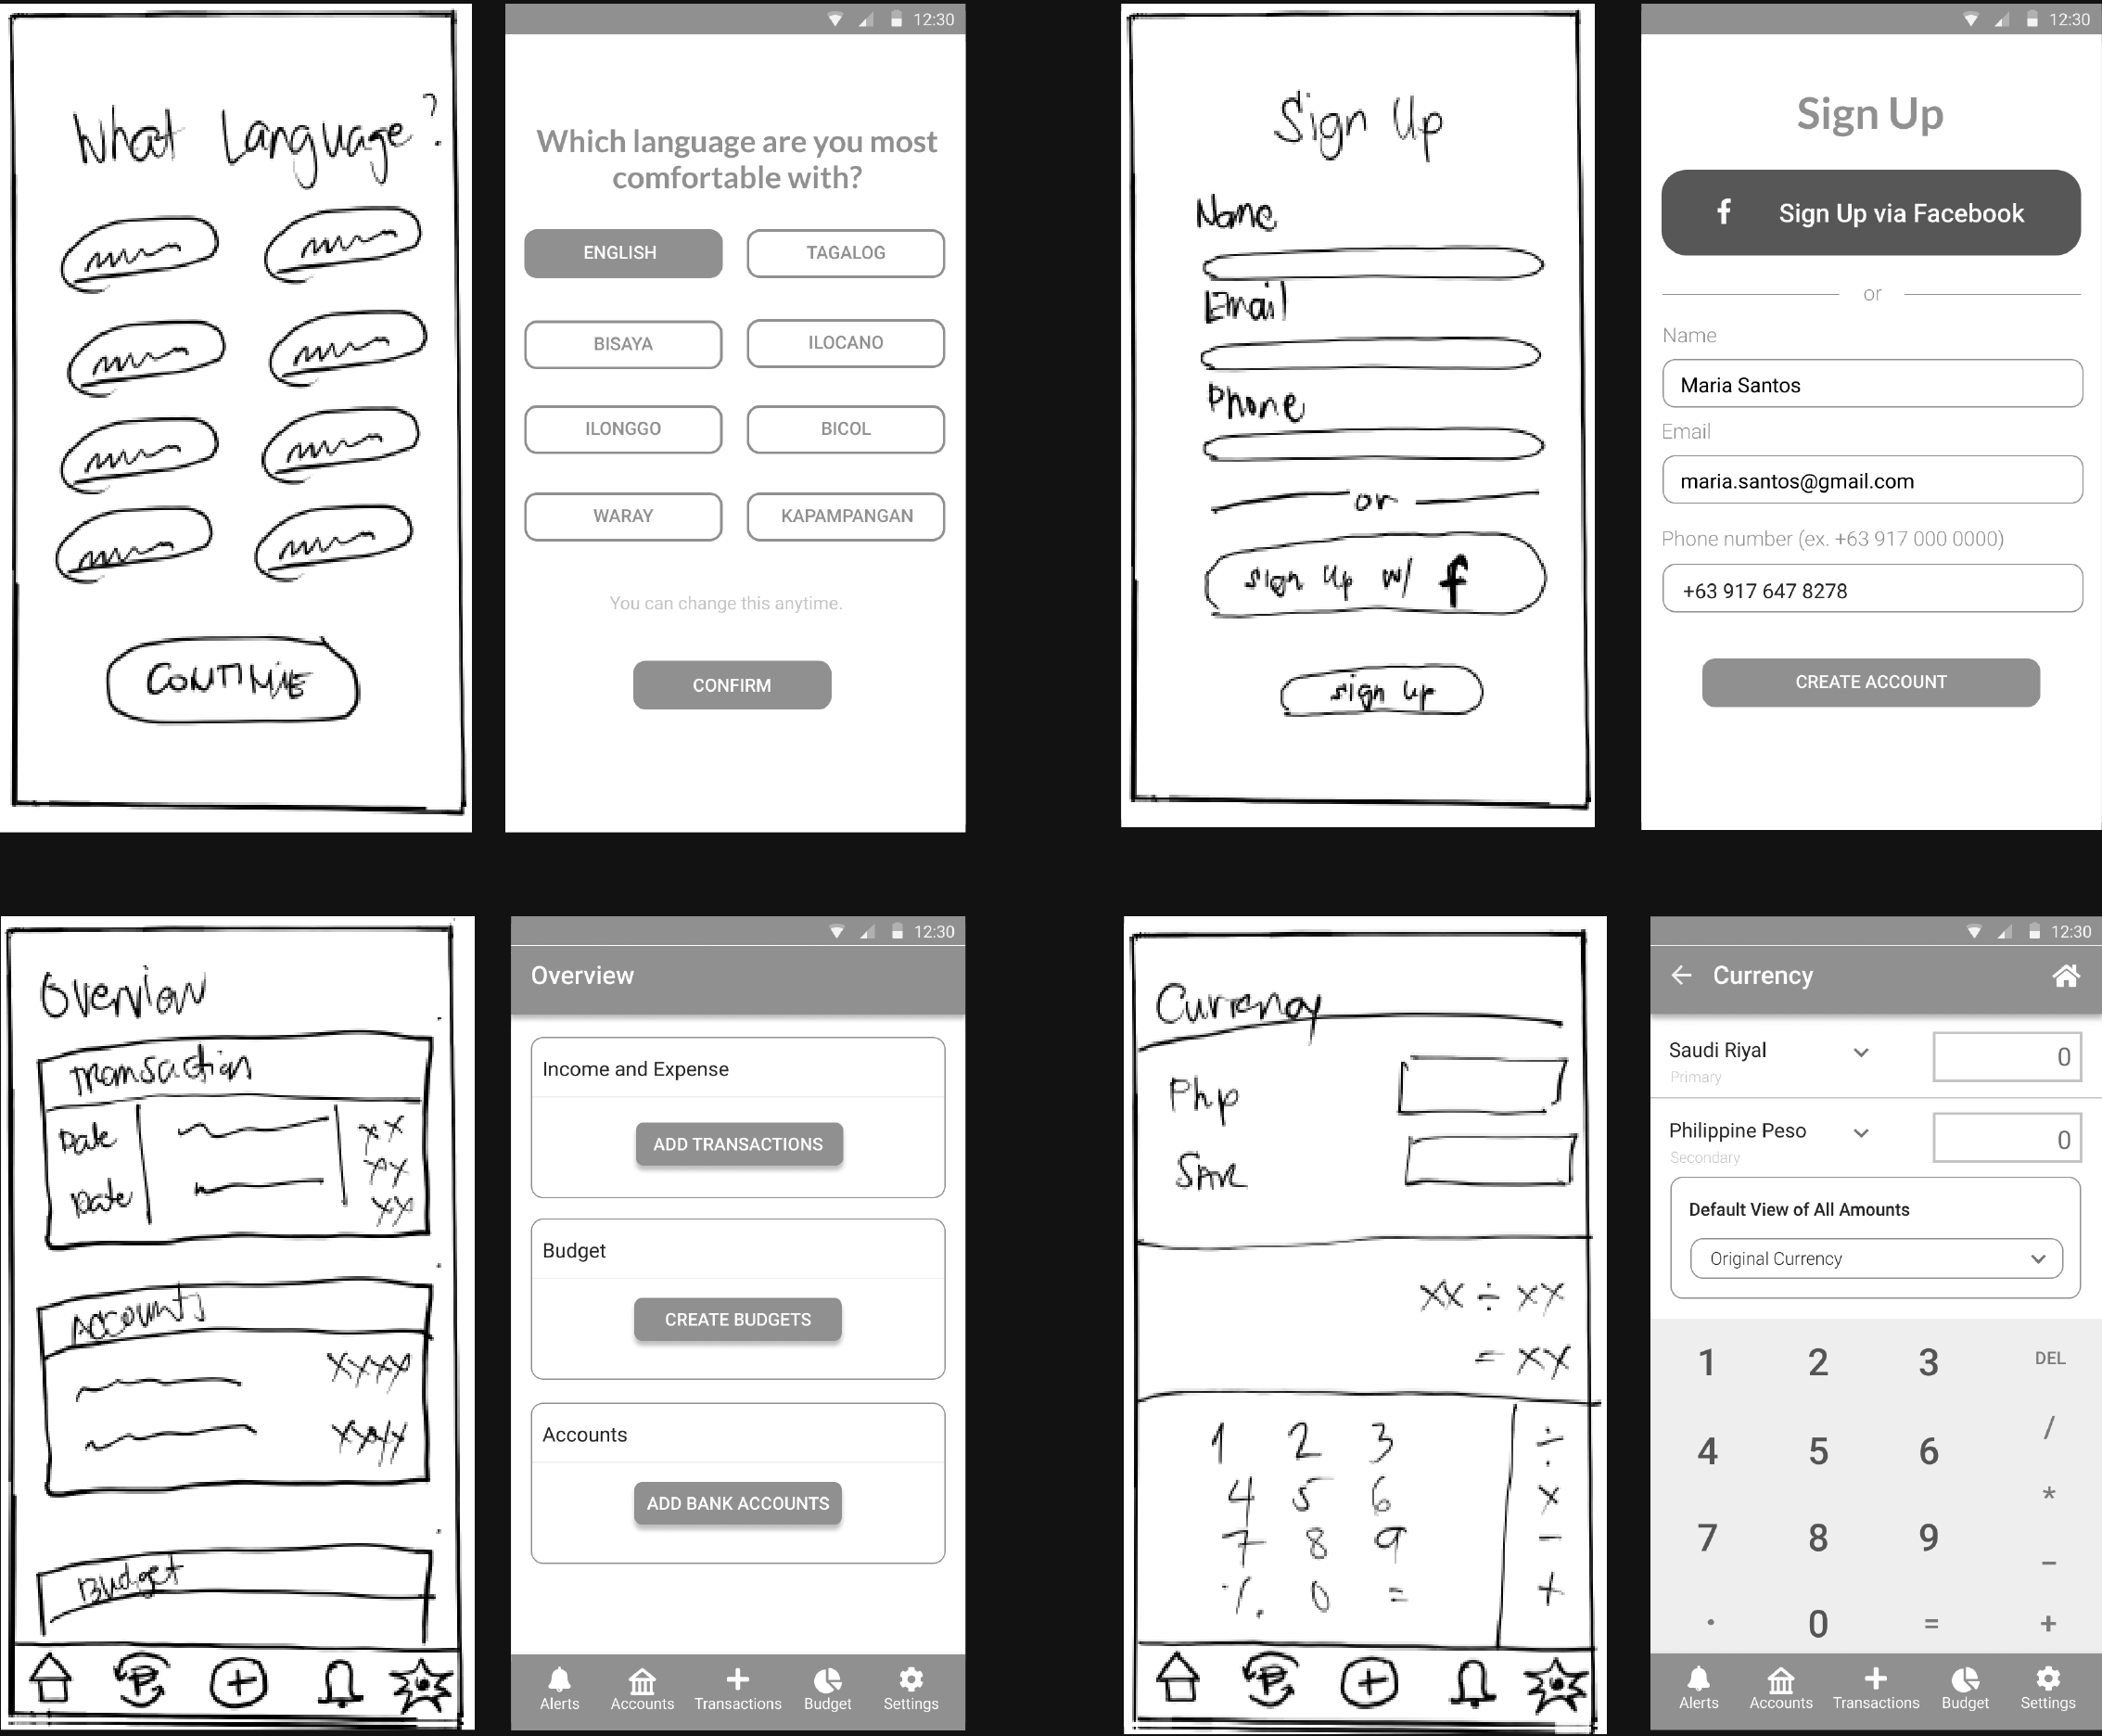 What Language?
CONTINUE
12:30
Which language are you most
comfortable with?
ENGLISH
TAGALOG
BISAYA
ILOCANO
ILONGGO
BICOL
WARAY
KAPAMPANGAN
You can change this anytime.
CONFIRM
Sign Up
Name
Email
Phone
or
Sign Up w/ f
Sign Up
12:30
Sign Up
f Sign Up via Facebook
or
Name
Maria Santos
Email
maria.santos@gmail.com
Phone number (ex. +63 917 000 0000)
+63 917 647 8278
CREATE ACCOUNT
Overview
Transaction
Date
xx
xx
Date
xx
Accounts
xxxx
xxxx
Budget
12:30
Overview
Income and Expense
ADD TRANSACTIONS
Budget
CREATE BUDGETS
Accounts
ADD BANK ACCOUNTS
Alerts
Accounts
Transactions
Budget
Settings
Currency
Php
SAR
xx ÷ xx
= xx
1 2 3 ÷
4 5 6 x
7 8 9 -
0 = +
12:30
Currency
Saudi Riyal
0
Primary
Philippine Peso
0
Secondary
Default View of All Amounts
Original Currency
1 2 3 DEL
4 5 6 /
*
7 8 9
-
. 0 = +
Alerts
Accounts
Transactions
Budget
Settings